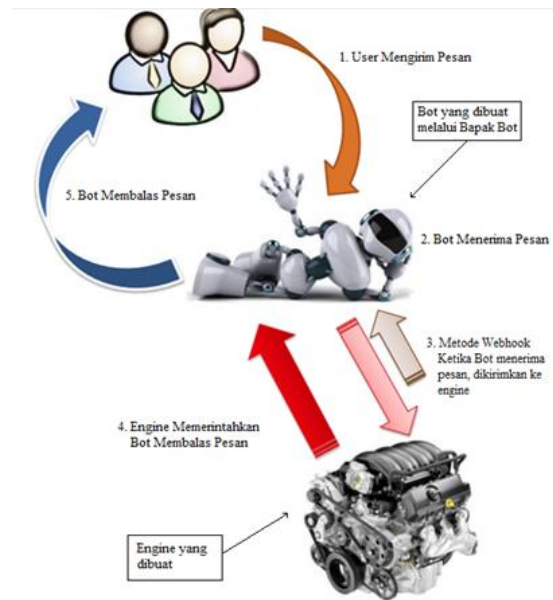 1. User Mengirim Pesan
Bot yang dibuat
melalui Bapak Bot
5. Bot Membalas Pesan
2. Bot Menerima Pesan
3. Metode Webhook
Ketika Bot menerima
pesan, dikirimkan ke
engine
4. Engine Memerintahkan
Bot Membalas Pesan
Engine yang
dibuat